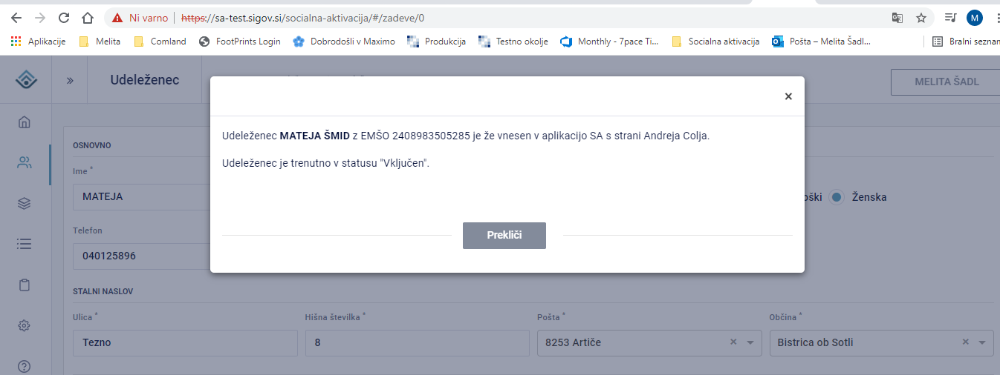 Ni varno https://sa-test.sigov.si/socialna-aktivacija/#/zadeve/0 M
Aplikacije Melita Comland FootPrints Login Dobrodošli v Maximo Produkcija Testno okolje Monthly - 7pace Ti... Socialna aktivacija Pošta – Melita Šadl... Bralni seznam
Udeleženec MELITA ŠADL
×
Udeleženec MATEJA ŠMID z EMŠO 2408983505285 je že vnesen v aplikacijo SA s strani Andreja Colja.
OSNOVNO
Udeleženec je trenutno v statusu "Vključen".
Ime *
MATEJA oški Ženska
Telefon
Prekliči
040125896
STALNI NASLOV
Ulica * Hišna številka * Pošta * Občina *
Tezno 8 8253 Artiče × Bistrica ob Sotli ×